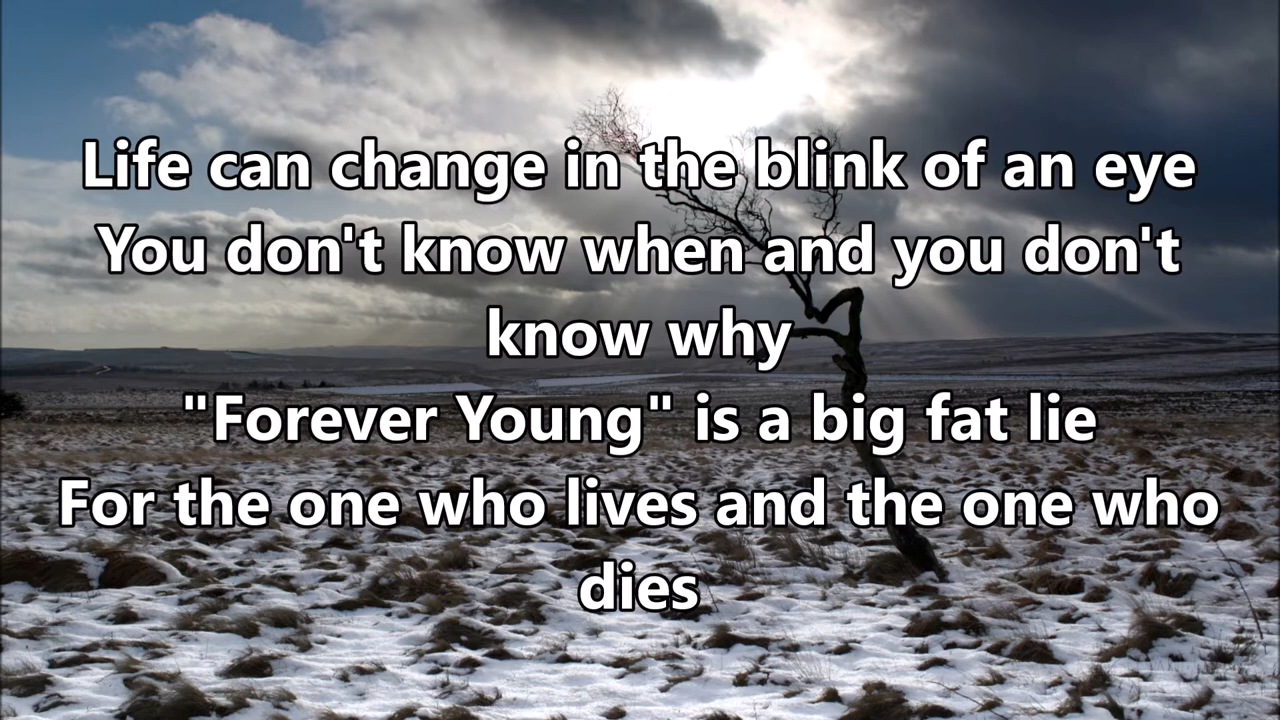 Life can change in the blink of an eye
You don't know when and you don't
know why
"Forever Young" is a big fat lie
For the one who lives and the one who
dies